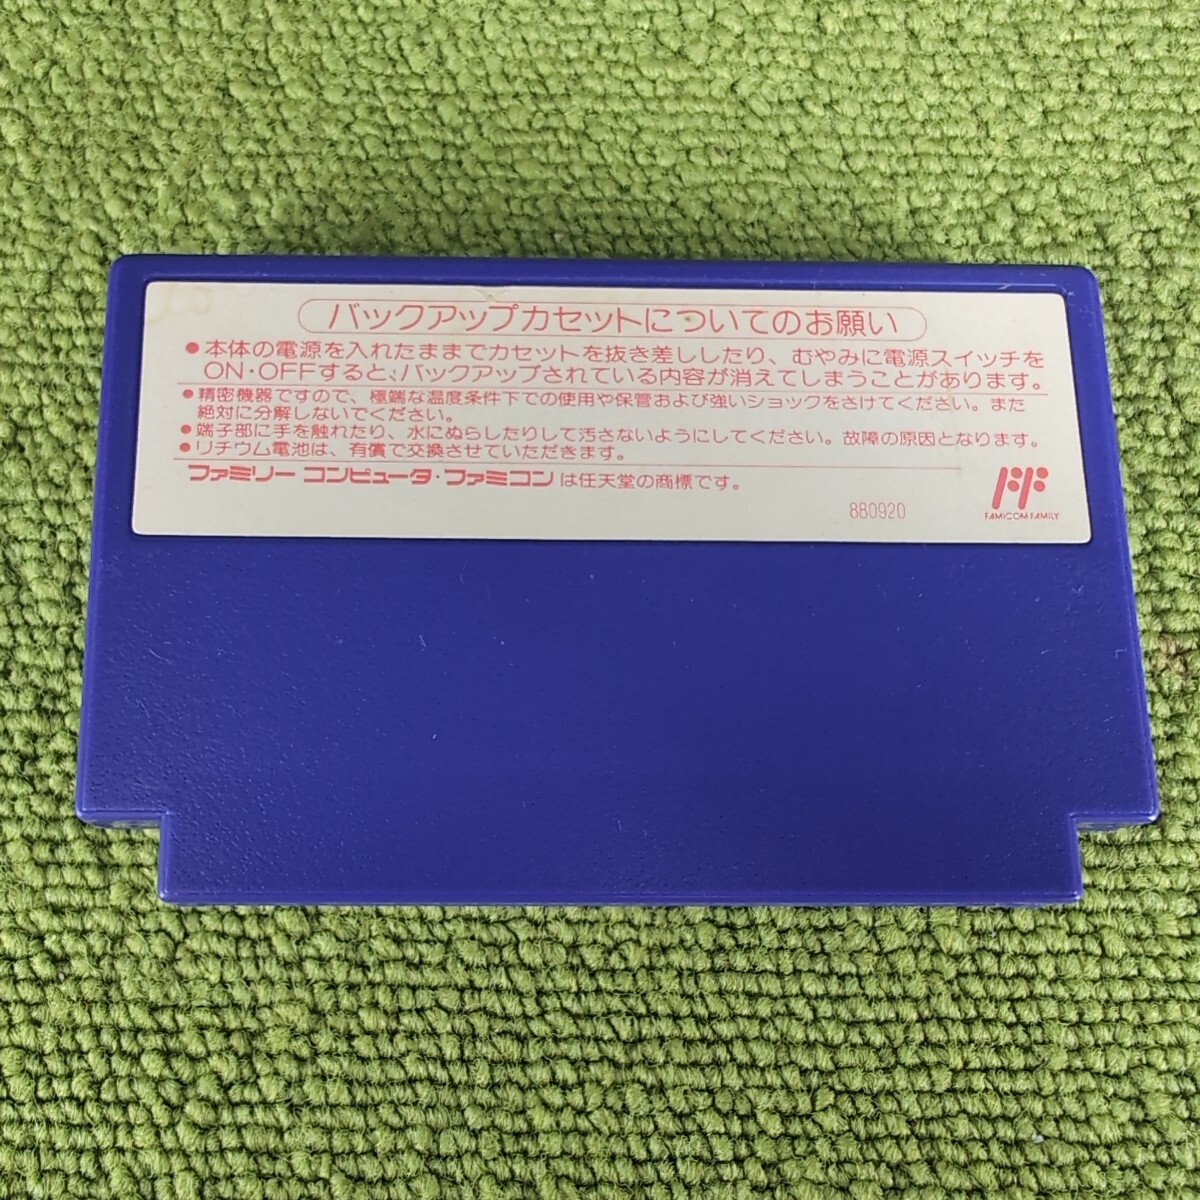 バックアップカセットについてのお願い
●本体の電源を入れたままでカセットを抜き差ししたり、むやみに電源スイッチを
ON・OFFすると、バックアップされている内容が消えてしまうことがあります。
●精密機器ですので、極端な温度条件下での使用や保管および強いショックをさけてください。また
絶対に分解しないでください。
●端子部に手を触れたり、水にぬらしたりして汚さないようにしてください。故障の原因となります。
●リチウム電池は、有償で交換させていただきます。
ファミリーコンピュータ・ファミコンは任天堂の商標です。
880920
FF
FAMICOM FAMILY